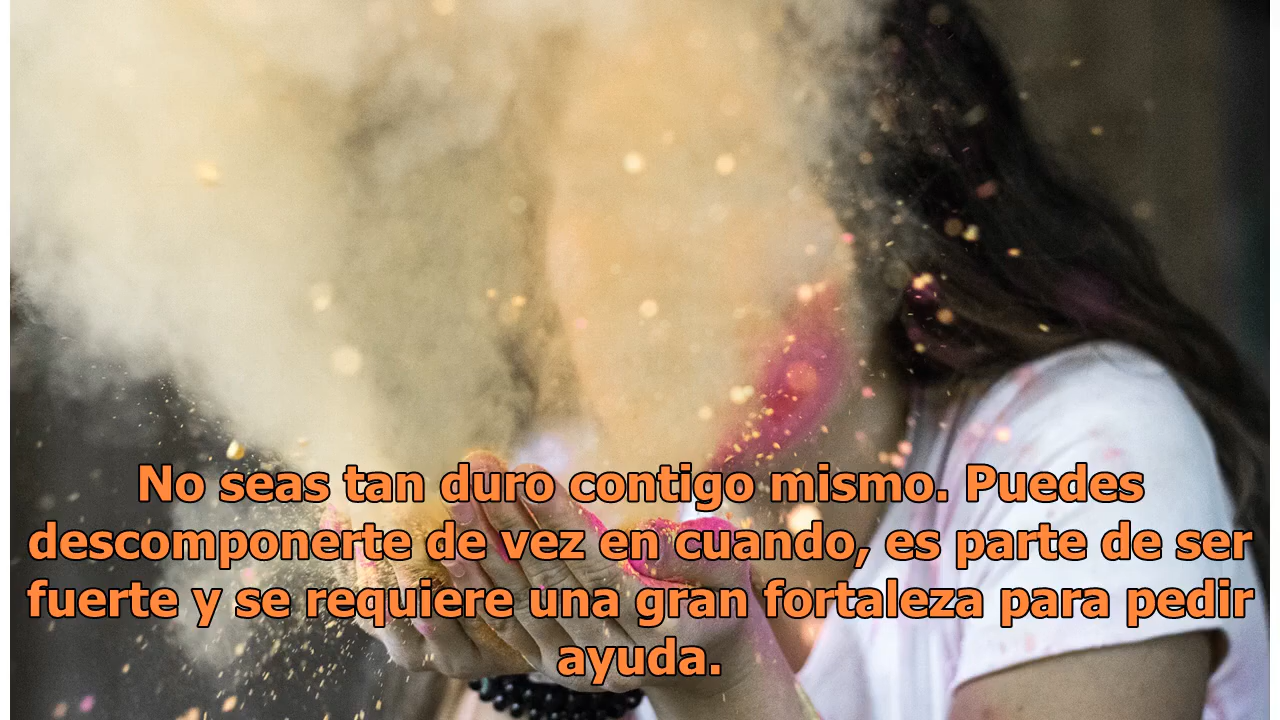 No seas tan duro contigo mismo. Puedes
descomponerte de vez en cuando, es parte de ser
fuerte y se requiere una gran fortaleza para pedir
ayuda.